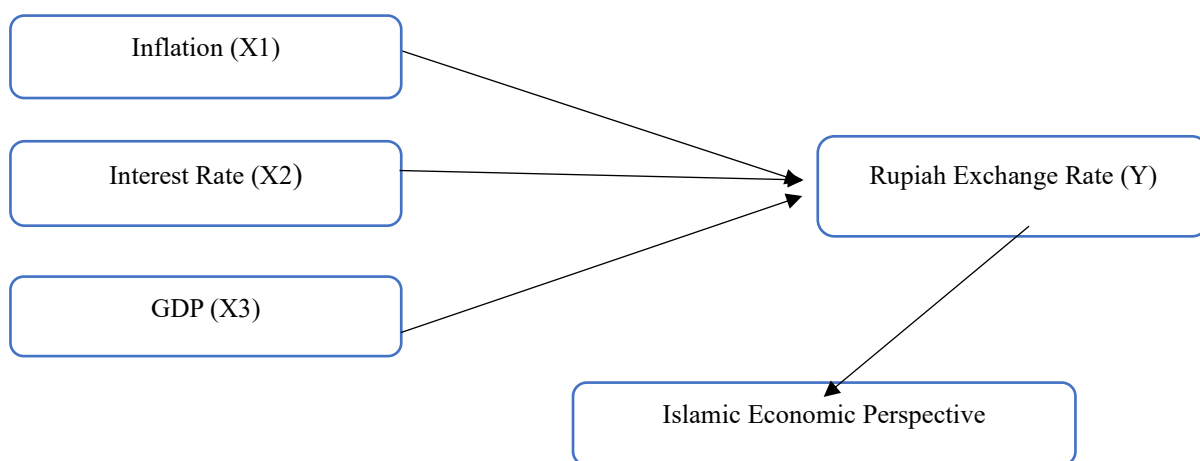 Inflation (X1)
Interest Rate (X2)
Rupiah Exchange Rate (Y)
GDP (X3)
Islamic Economic Perspective